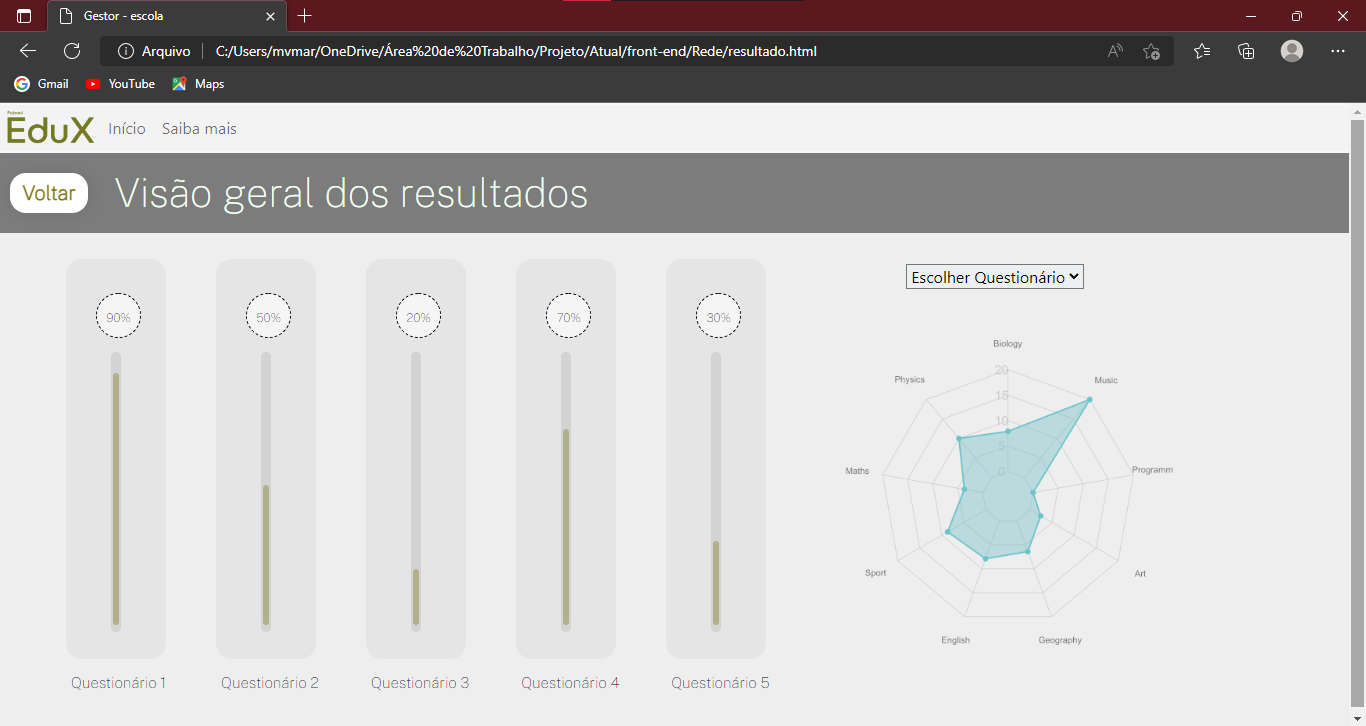 Gestor - escola
Arquivo C:/Users/mvmar/OneDrive/Área%20de%20Trabalho/Projeto/Atual/front-end/Rede/resultado.html
Gmail YouTube Maps
EduX Início Saiba mais
Voltar Visão geral dos resultados
Escolher Questionário
90% 50% 20% 70% 30%
Biology
Physics 20 Music
15
10
5
Maths 0 Programm
Sport Art
English Geography
Questionário 1 Questionário 2 Questionário 3 Questionário 4 Questionário 5